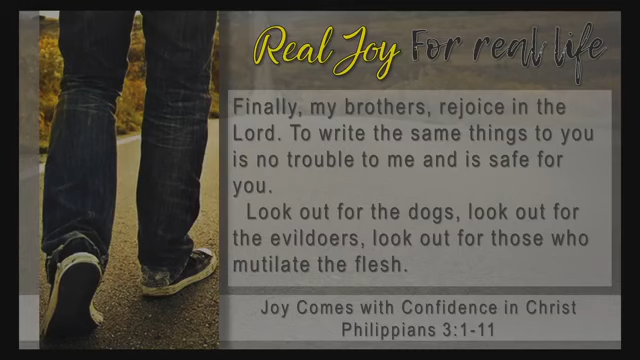 Real Joy For real life
Finally, my brothers, rejoice in the
Lord. To write the same things to you
is no trouble to me and is safe for
you.
Look out for the dogs, look out for
the evildoers, look out for those who
mutilate the flesh.
Joy Comes with Confidence in Christ
Philippians 3:1-11